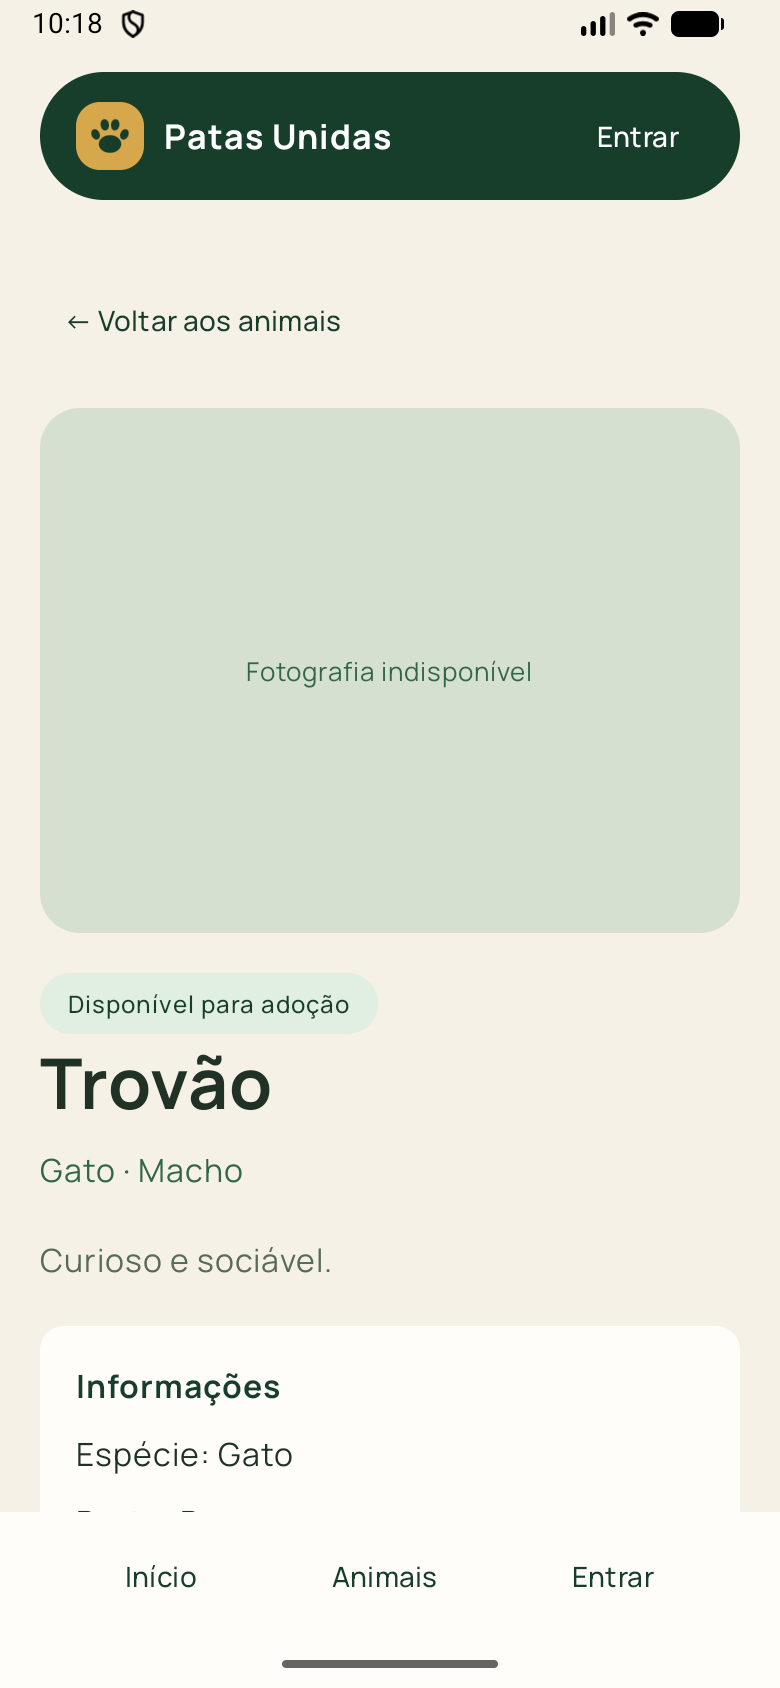 10:18
Patas Unidas
Entrar
← Voltar aos animais
Fotografia indisponível
Disponível para adoção
Trovão
Gato · Macho
Curioso e sociável.
Informações
Espécie: Gato
Início
Animais
Entrar